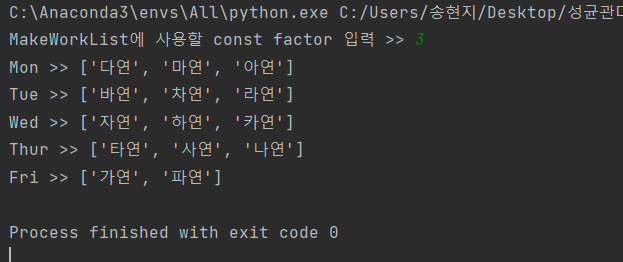 C:\Anaconda3\envs\All\python.exe C:/Users/송현지/Desktop/성균관대
MakeWorkList에 사용할 const factor 입력 >> 3
Mon >> ['다연', '마연', '아연']
Tue >> ['바연', '차연', '라연']
Wed >> ['자연', '하연', '카연']
Thur >> ['타연', '사연', '나연']
Fri >> ['가연', '파연']
Process finished with exit code 0